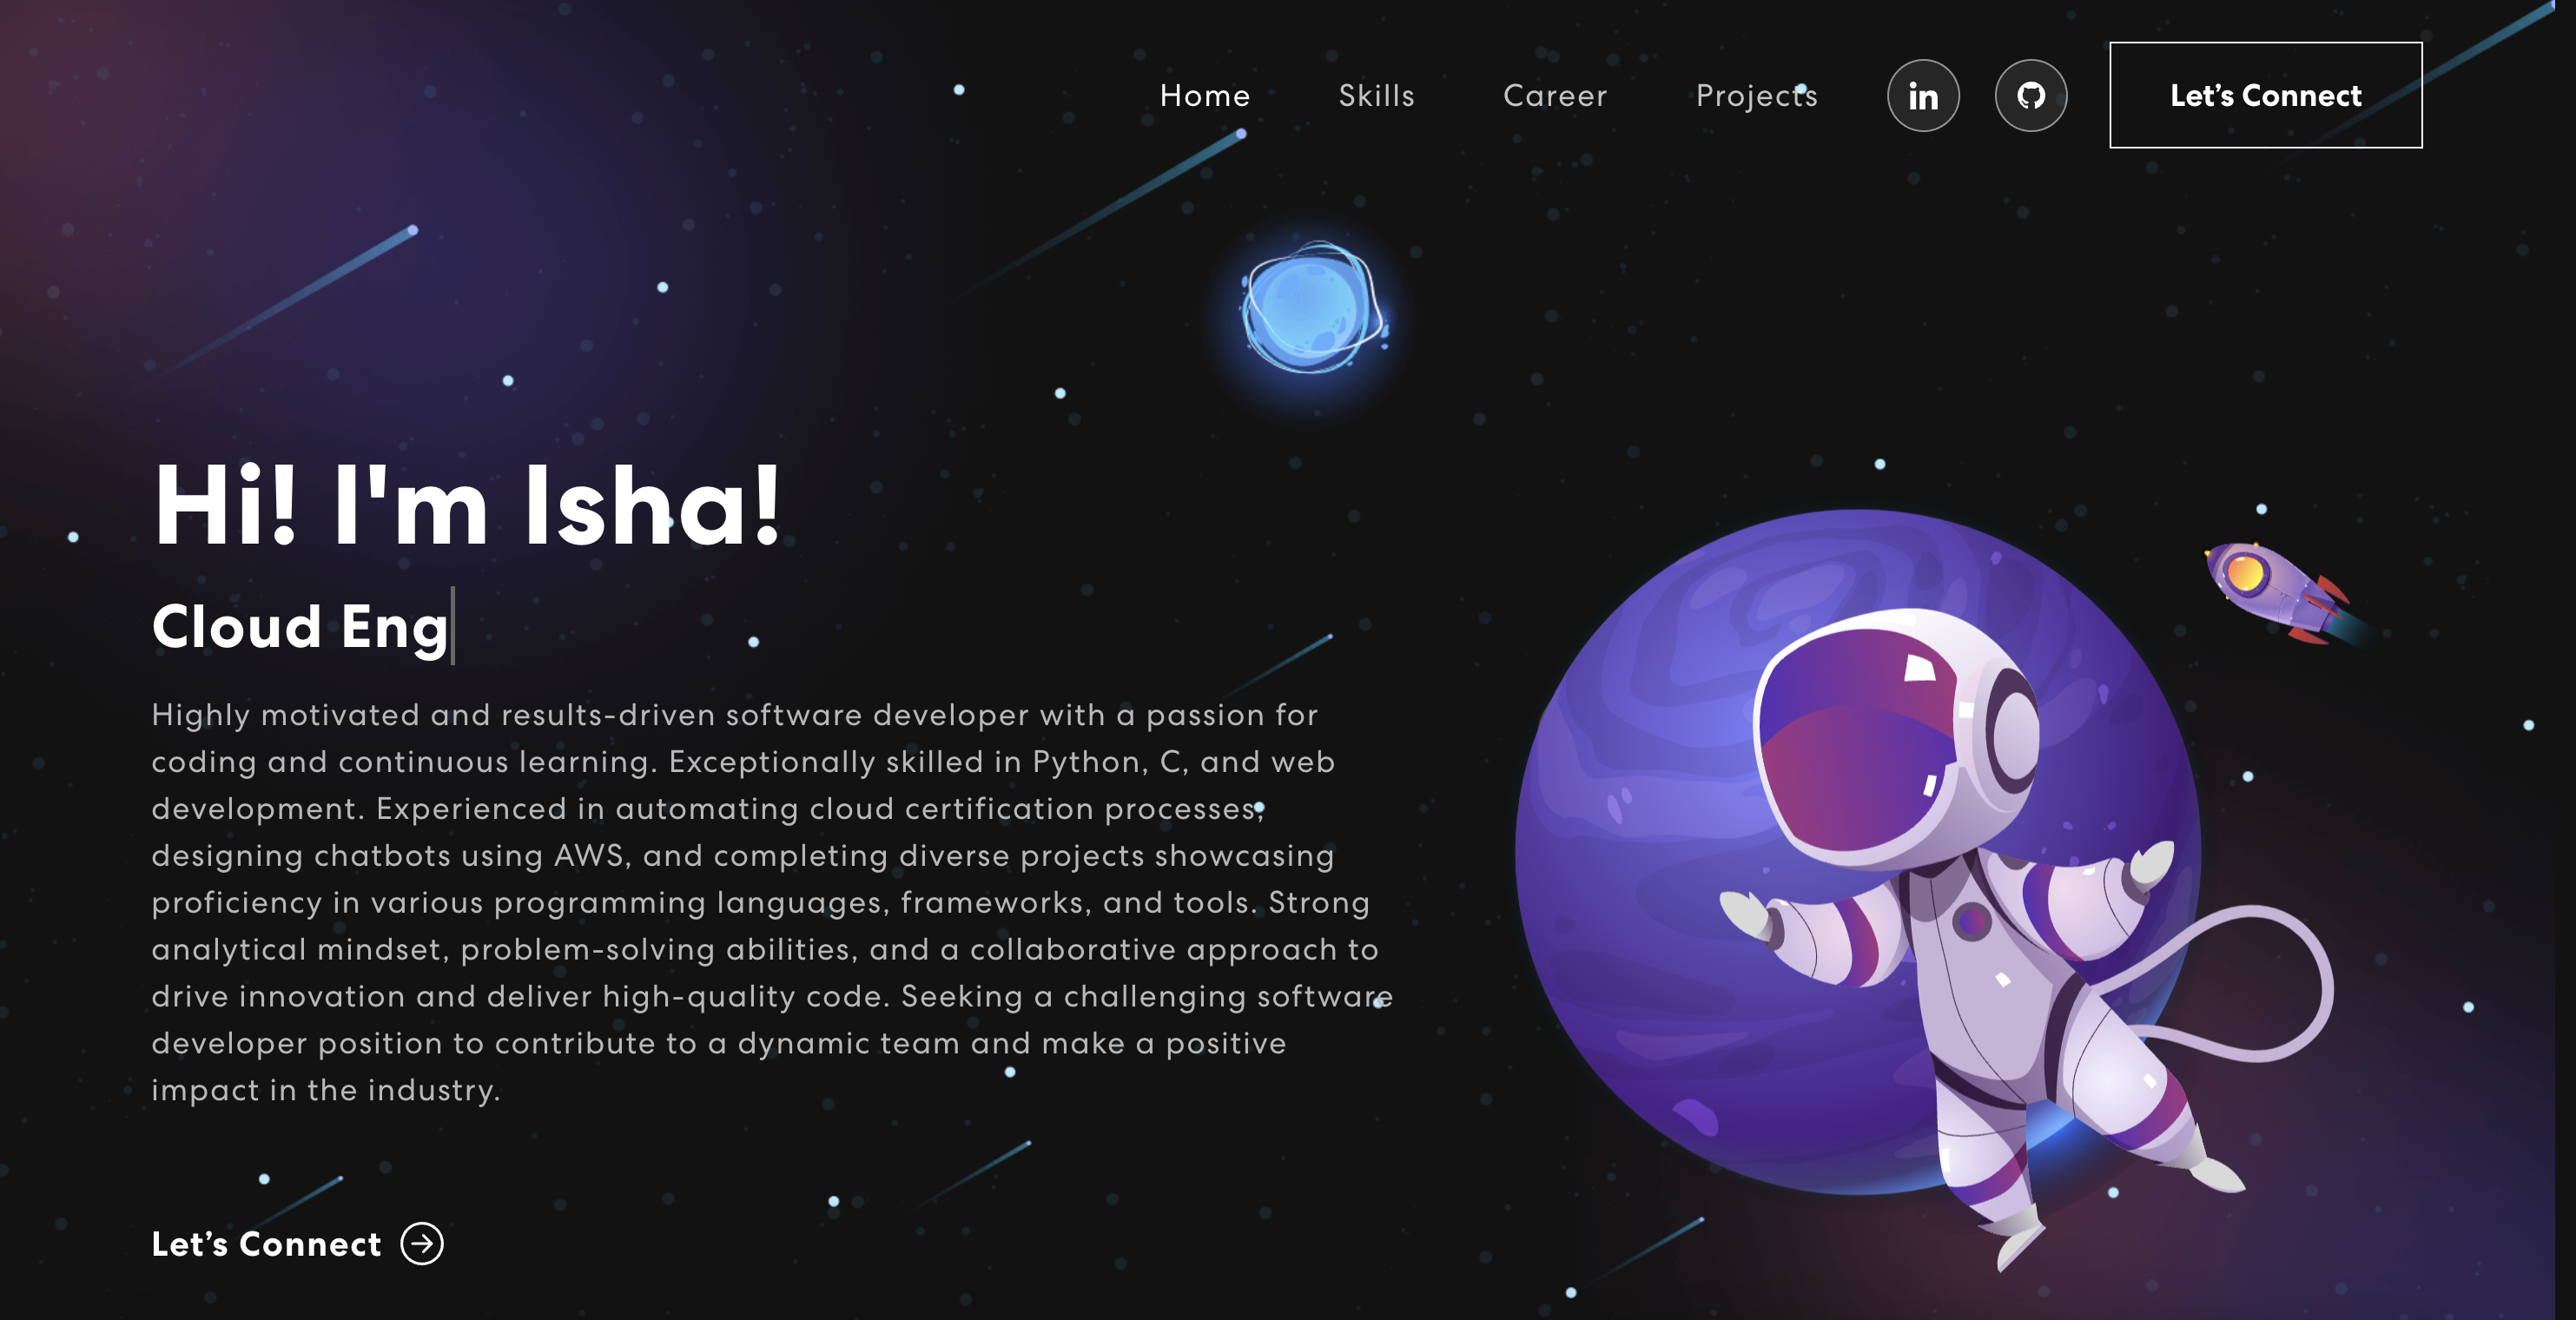 Home Skills Career Projects in Let’s Connect
Hi! I'm Isha!
Cloud Eng
Highly motivated and results-driven software developer with a passion for
coding and continuous learning. Exceptionally skilled in Python, C, and web
development. Experienced in automating cloud certification processes,
designing chatbots using AWS, and completing diverse projects showcasing
proficiency in various programming languages, frameworks, and tools. Strong
analytical mindset, problem-solving abilities, and a collaborative approach to
drive innovation and deliver high-quality code. Seeking a challenging software
developer position to contribute to a dynamic team and make a positive
impact in the industry.
Let’s Connect